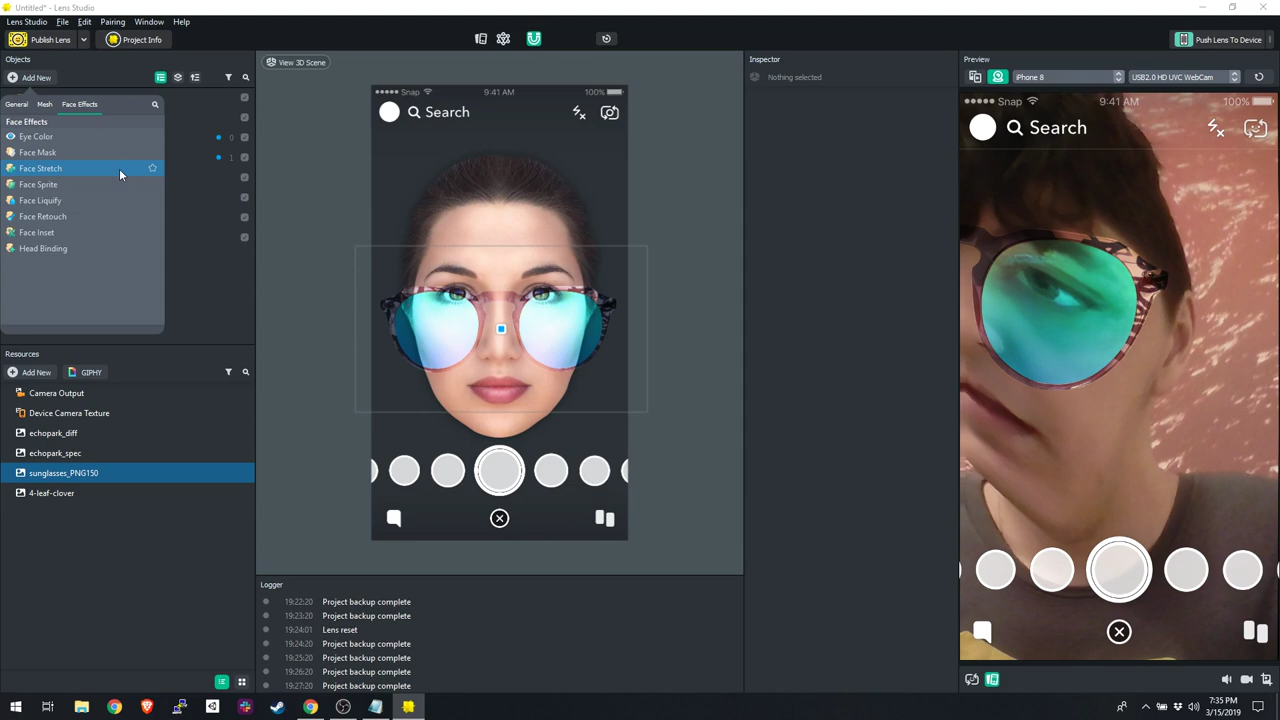 Untitled* - Lens Studio
Lens Studio File Edit Pairing Window Help
Publish Lens Project Info Push Lens To Device
Objects
Add New
General Mesh Face Effects
Face Effects
Eye Color
0
Face Mask
1
Face Stretch
Face Sprite
Face Liquify
Face Retouch
Face Inset
Head Binding
Resources
Add New GIPHY
Camera Output
Device Camera Texture
echopark_diff
echopark_spec
sunglasses_PNG150
4-leaf-clover
View 3D Scene
Snap 9:41 AM 100%
Search
Logger
19:22:20 Project backup complete
19:23:20 Project backup complete
19:24:01 Lens reset
19:24:20 Project backup complete
19:25:20 Project backup complete
19:26:20 Project backup complete
19:27:20 Project backup complete
Inspector
Nothing selected
Preview
iPhone 8 USB2.0 HD UVC WebCam
Snap 9:41 AM 100%
Search
7:35 PM
3/15/2019